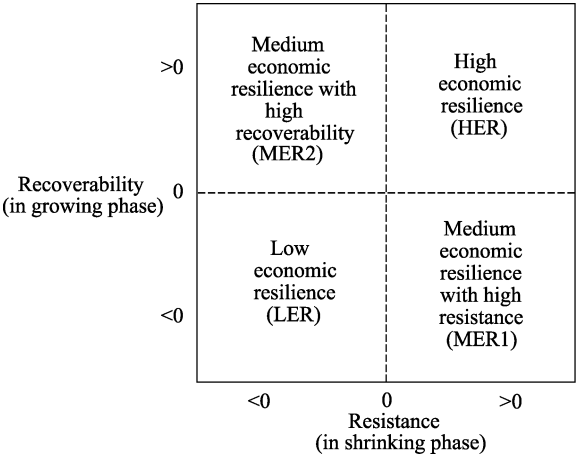 Medium
economic
resilience with
high
recoverability
(MER2)
High
economic
resilience
(HER)
>0
Recoverability
(in growing phase)
0
Low
economic
resilience
(LER)
Medium
economic
resilience
with high
resistance
(MER1)
<0
<0
0
>0
Resistance
(in shrinking phase)